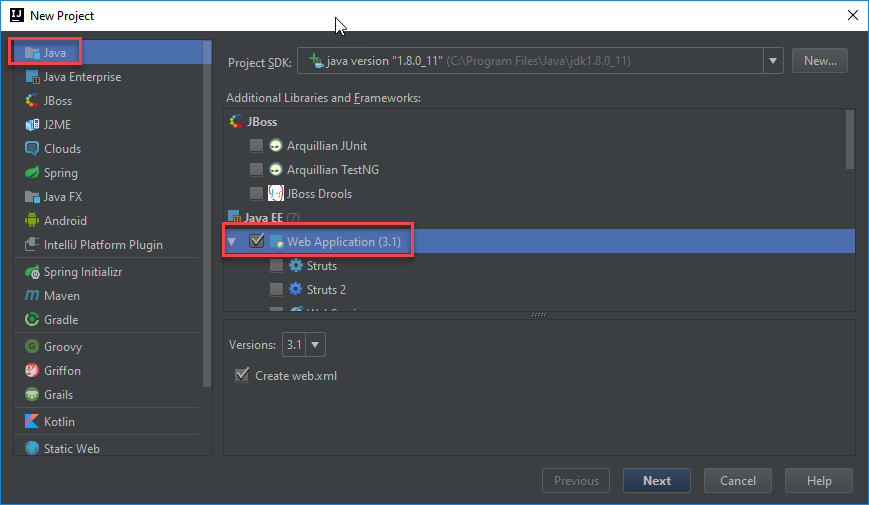 New Project
Java
Java Enterprise
JBoss
J2ME
Clouds
Spring
Java FX
Android
IntelliJ Platform Plugin
Spring Initializr
Maven
Gradle
Groovy
Griffon
Grails
Kotlin
Static Web
Project SDK: java version "1.8.0_11" (C:\Program Files\Java\jdk1.8.0_11) New...
Additional Libraries and Frameworks:
JBoss
Arquillian JUnit
Arquillian TestNG
JBoss Drools
Java EE (7)
Web Application (3.1)
Struts
Struts 2
Versions: 3.1
Create web.xml
Previous Next Cancel Help